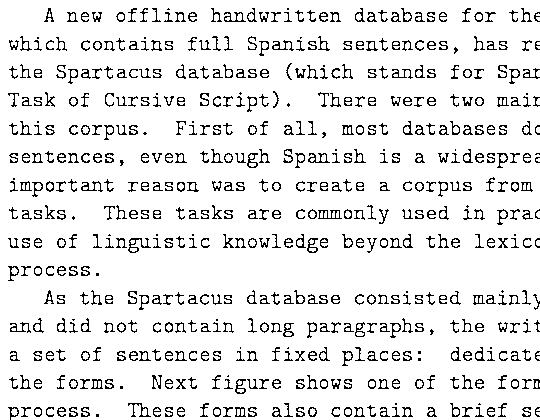 A new offline handwritten database for the
which contains full Spanish sentences, has re
the Spartacus database (which stands for Spar
Task of Cursive Script). There were two main
this corpus. First of all, most databases do
sentences, even though Spanish is a widesprea
important reason was to create a corpus from
tasks. These tasks are commonly used in prac
use of linguistic knowledge beyond the lexico
process.
As the Spartacus database consisted mainly
and did not contain long paragraphs, the writ
a set of sentences in fixed places: dedicate
the forms. Next figure shows one of the form
process. These forms also contain a brief se